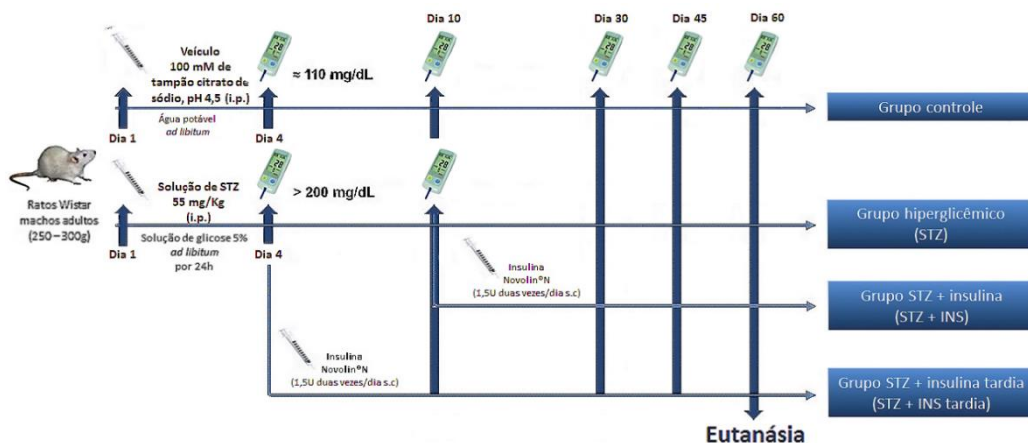 Dia 10
Dia 30
Dia 45
Dia 60
Veículo
100 mM de
tampão citrato de
sódio, pH 4,5 (i.p.)
≈ 110 mg/dL
Água potável
ad libitum
Grupo controle
Dia 1
Dia 4
Ratos Wistar
machos adultos
(250–300g)
Solução de STZ
55 mg/Kg
(i.p.)
> 200 mg/dL
Solução de glicose 5%
ad libitum
por 24h
Grupo hiperglicêmico
(STZ)
Dia 1
Dia 4
Insulina
Novolin®N
(1,5U duas vezes/dia s.c)
Grupo STZ + insulina
(STZ + INS)
Insulina
Novolin®N
(1,5U duas vezes/dia s.c)
Grupo STZ + insulina tardia
(STZ + INS tardia)
Eutanásia